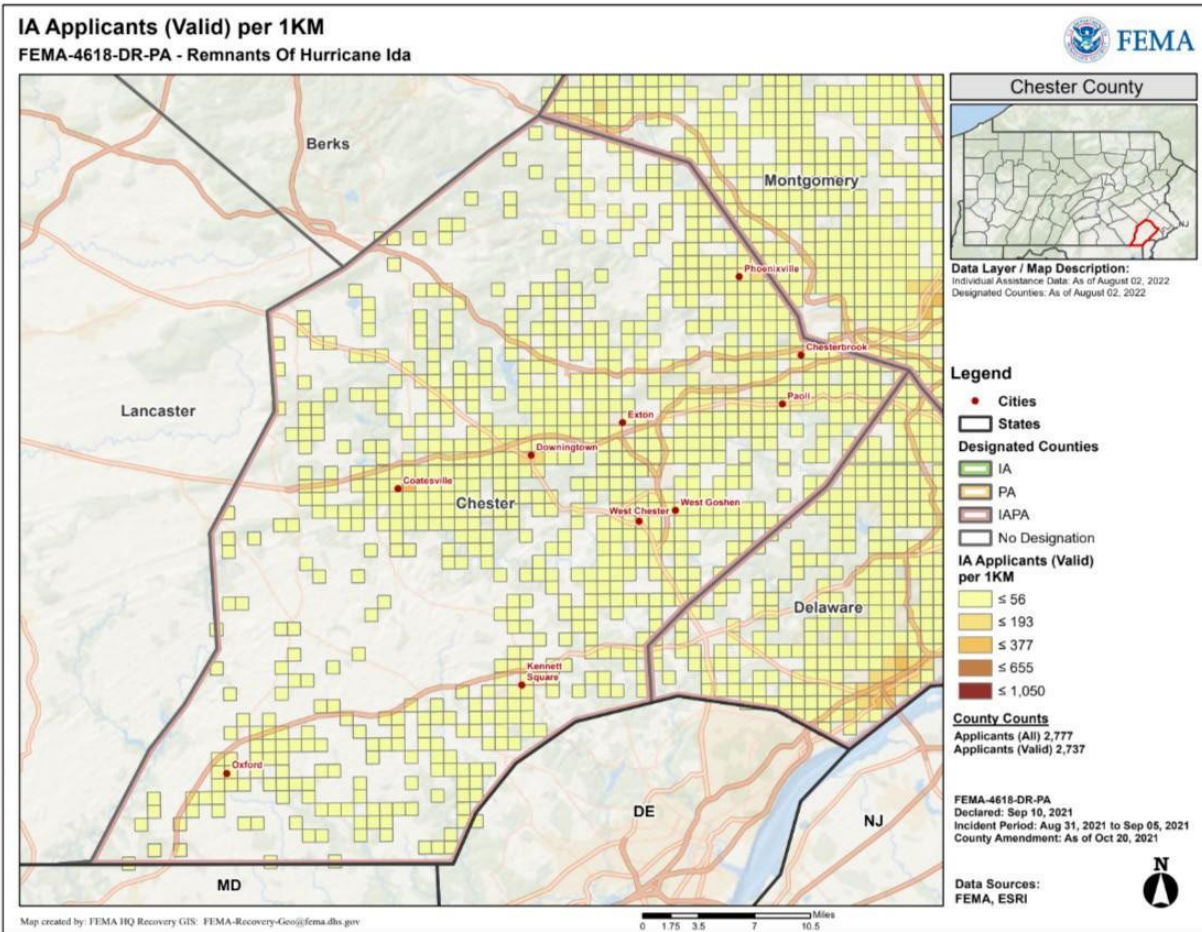 IA Applicants (Valid) per 1KM
FEMA-4618-DR-PA - Remnants Of Hurricane Ida
FEMA
Chester County
NJ
Data Layer / Map Description:
Individual Assistance Data: As of August 02, 2022
Designated Counties: As of August 02, 2022
Legend
Cities
States
Designated Counties
IA
PA
IAPA
No Designation
IA Applicants (Valid)
per 1KM
≤ 56
≤ 193
≤ 377
≤ 655
≤ 1,050
County Counts
Applicants (All) 2,777
Applicants (Valid) 2,737
FEMA-4618-DR-PA
Declared: Sep 10, 2021
Incident Period: Aug 31, 2021 to Sep 05, 2021
County Amendment: As of Oct 20, 2021
Data Sources:
FEMA, ESRI
N
Berks
Montgomery
Phoenixville
Chesterbrook
Lancaster
Paoli
Exton
Downingtown
Coatesville
Chester
West Goshen
West Chester
Delaware
Kennett
Square
Oxford
DE
NJ
MD
Map created by: FEMA HQ Recovery GIS: FEMA-Recovery-Geo@fema.dhs.gov
Miles
0 1.75 3.5 7 10.5